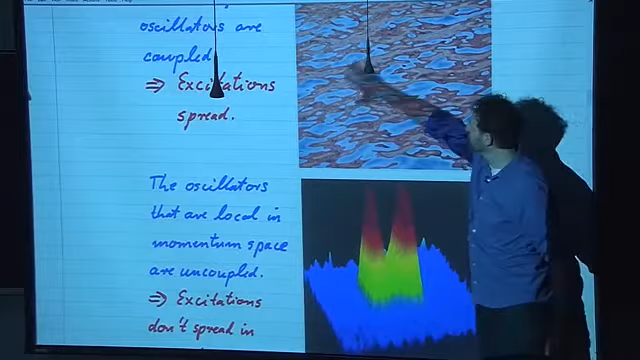 oscillators are
coupled
⇒ Excitations
spread.
The oscillators
that are local in
momentum space
are uncoupled.
⇒ Excitations
don't spread in